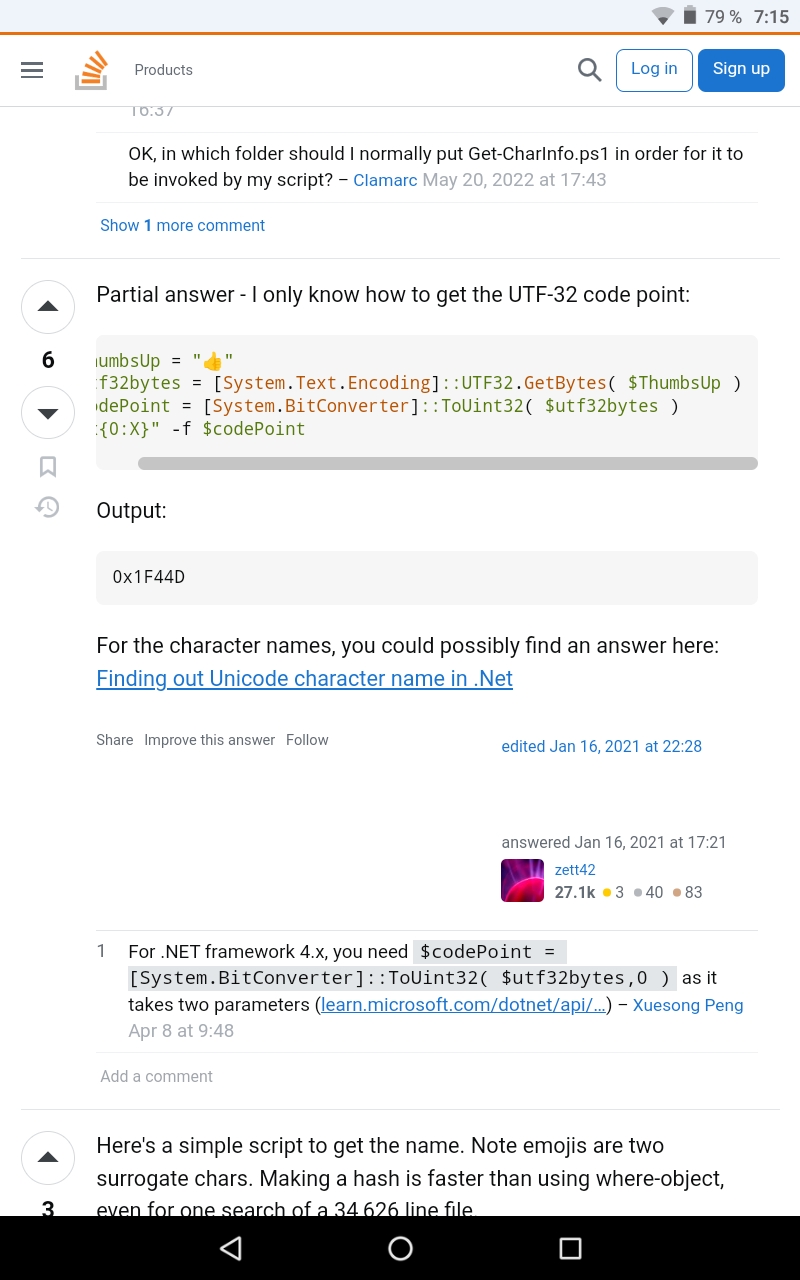 79 % 7:15
Products
Log in
Sign up
16:37
OK, in which folder should I normally put Get-CharInfo.ps1 in order for it to
be invoked by my script? – Clamarc May 20, 2022 at 17:43
Show 1 more comment
Partial answer - I only know how to get the UTF-32 code point:
6
umbsUp = "👍"
f32bytes = [System.Text.Encoding]::UTF32.GetBytes( $ThumbsUp )
dePoint = [System.BitConverter]::ToUint32( $utf32bytes )
{0:X}" -f $codePoint
Output:
0x1F44D
For the character names, you could possibly find an answer here:
Finding out Unicode character name in .Net
Share Improve this answer Follow
edited Jan 16, 2021 at 22:28
answered Jan 16, 2021 at 17:21
zett42
27.1k 3 40 83
1 For .NET framework 4.x, you need $codePoint =
[System.BitConverter]::ToUint32( $utf32bytes,0 ) as it
takes two parameters (learn.microsoft.com/dotnet/api/…) – Xuesong Peng
Apr 8 at 9:48
Add a comment
Here's a simple script to get the name. Note emojis are two
surrogate chars. Making a hash is faster than using where-object,
3
even for one search of a 34,626 line file.